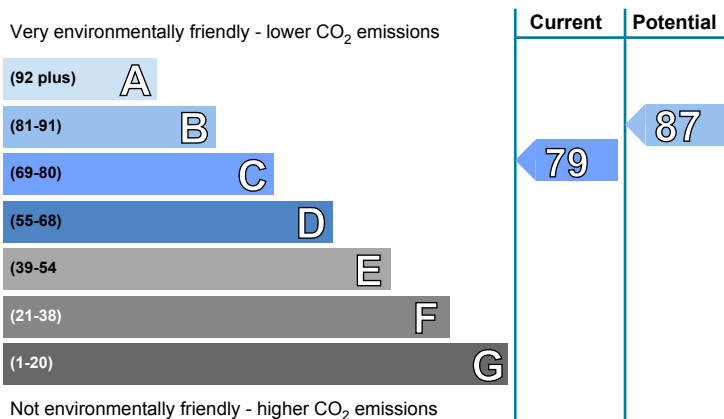 Very environmentally friendly - lower CO2 emissions
Current
Potential
(92 plus) A
(81-91) B
(69-80) C
(55-68) D
(39-54 E
(21-38) F
(1-20) G
79
87
Not environmentally friendly - higher CO2 emissions